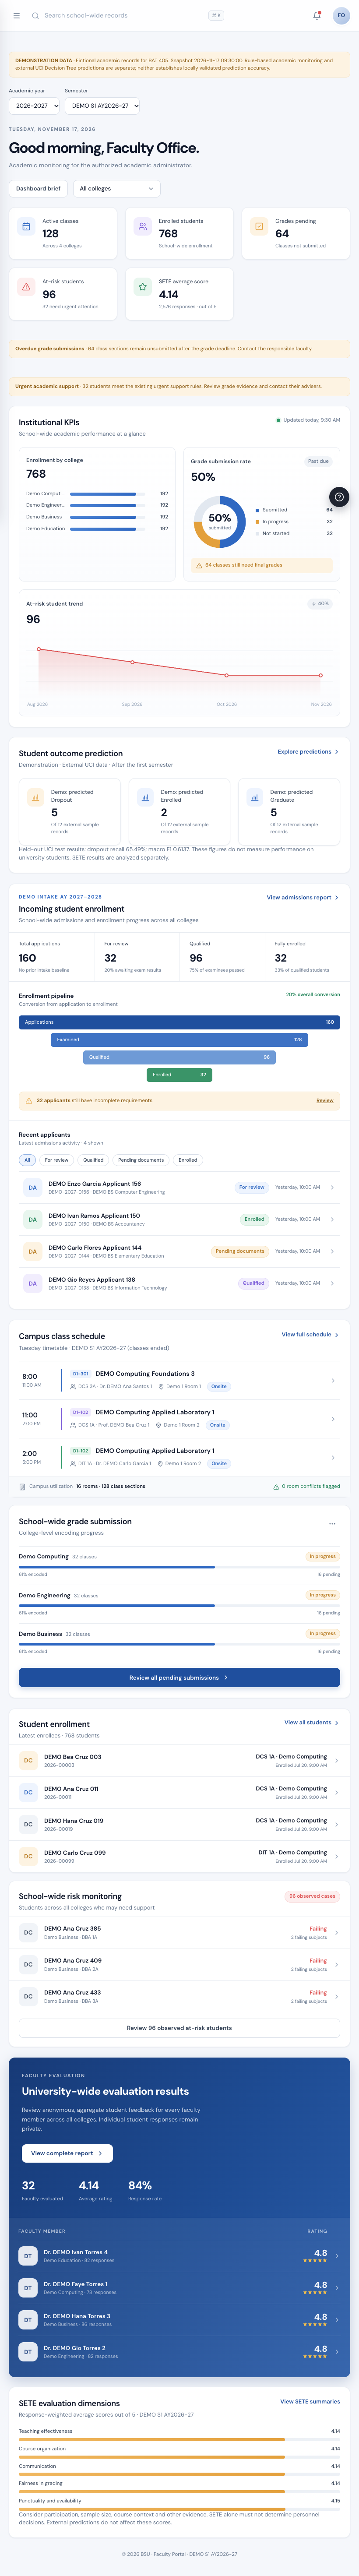 Search school-wide records
⌘ K
FO
DEMONSTRATION DATA · Fictional academic records for BAT 405. Snapshot 2026-11-17 09:30:00. Rule-based academic monitoring and
external UCI Decision Tree predictions are separate; neither establishes locally validated prediction accuracy.
Academic year
Semester
2026-2027
DEMO S1 AY2026-27
TUESDAY, NOVEMBER 17, 2026
Good morning, Faculty Office.
Academic monitoring for the authorized academic administrator.
Dashboard brief
All colleges
Active classes
128
Across 4 colleges
Enrolled students
768
School-wide enrollment
Grades pending
64
Classes not submitted
At-risk students
96
32 need urgent attention
SETE average score
4.14
2,576 responses · out of 5
Overdue grade submissions · 64 class sections remain unsubmitted after the grade deadline. Contact the responsible faculty.
Urgent academic support · 32 students meet the existing urgent support rules. Review grade evidence and contact their advisers.
Institutional KPIs
School-wide academic performance at a glance
Updated today, 9:30 AM
Enrollment by college
768
Demo Computi... 192
Demo Engineer... 192
Demo Business 192
Demo Education 192
Grade submission rate
Past due
50%
50%
submitted
Submitted 64
In progress 32
Not started 32
64 classes still need final grades
At-risk student trend
↓ 40%
96
Aug 2026 Sep 2026 Oct 2026 Nov 2026
Student outcome prediction
Demonstration · External UCI data · After the first semester
Explore predictions
Demo: predicted
Dropout
5
Of 12 external sample
records
Demo: predicted
Enrolled
2
Of 12 external sample
records
Demo: predicted
Graduate
5
Of 12 external sample
records
Held-out UCI test results: dropout recall 65.49%; macro F1 0.6137. These figures do not measure performance on
university students. SETE results are analyzed separately.
DEMO INTAKE AY 2027-2028
Incoming student enrollment
School-wide admissions and enrollment progress across all colleges
View admissions report
Total applications
160
No prior intake baseline
For review
32
20% awaiting exam results
Qualified
96
75% of examinees passed
Fully enrolled
32
33% of qualified students
Enrollment pipeline
Conversion from application to enrollment
20% overall conversion
Applications 160
Examined 128
Qualified 96
Enrolled 32
32 applicants still have incomplete requirements
Review
Recent applicants
Latest admissions activity · 4 shown
All
For review
Qualified
Pending documents
Enrolled
DA
DEMO Enzo Garcia Applicant 156
DEMO-2027-0156 · DEMO BS Computer Engineering
For review
Yesterday, 10:00 AM
DA
DEMO Ivan Ramos Applicant 150
DEMO-2027-0150 · DEMO BS Accountancy
Enrolled
Yesterday, 10:00 AM
DA
DEMO Carlo Flores Applicant 144
DEMO-2027-0144 · DEMO BS Elementary Education
Pending documents
Yesterday, 10:00 AM
DA
DEMO Gio Reyes Applicant 138
DEMO-2027-0138 · DEMO BS Information Technology
Qualified
Yesterday, 10:00 AM
Campus class schedule
Tuesday timetable · DEMO S1 AY2026-27 (classes ended)
View full schedule
8:00
11:00 AM
D1-301
DEMO Computing Foundations 3
DCS 3A · Dr. DEMO Ana Santos 1
Demo 1 Room 1
Onsite
11:00
2:00 PM
D1-102
DEMO Computing Applied Laboratory 1
DCS 1A · Prof. DEMO Bea Cruz 1
Demo 1 Room 2
Onsite
2:00
5:00 PM
D1-102
DEMO Computing Applied Laboratory 1
DIT 1A · Dr. DEMO Carlo Garcia 1
Demo 1 Room 2
Onsite
Campus utilization 16 rooms · 128 class sections
0 room conflicts flagged
School-wide grade submission
College-level encoding progress
...
Demo Computing 32 classes
In progress
61% encoded
16 pending
Demo Engineering 32 classes
In progress
61% encoded
16 pending
Demo Business 32 classes
In progress
61% encoded
16 pending
Review all pending submissions
Student enrollment
Latest enrollees · 768 students
View all students
DC
DEMO Bea Cruz 003
2026-00003
DCS 1A · Demo Computing
Enrolled Jul 20, 9:00 AM
DC
DEMO Ana Cruz 011
2026-00011
DCS 1A · Demo Computing
Enrolled Jul 20, 9:00 AM
DC
DEMO Hana Cruz 019
2026-00019
DCS 1A · Demo Computing
Enrolled Jul 20, 9:00 AM
DC
DEMO Carlo Cruz 099
2026-00099
DIT 1A · Demo Computing
Enrolled Jul 20, 9:00 AM
School-wide risk monitoring
Students across all colleges who may need support
96 observed cases
DC
DEMO Ana Cruz 385
Demo Business · DBA 1A
Failing
2 failing subjects
DC
DEMO Ana Cruz 409
Demo Business · DBA 2A
Failing
2 failing subjects
DC
DEMO Ana Cruz 433
Demo Business · DBA 3A
Failing
2 failing subjects
Review 96 observed at-risk students
FACULTY EVALUATION
University-wide evaluation results
Review anonymous, aggregate student feedback for every faculty
member across all colleges. Individual student responses remain
private.
View complete report
32
Faculty evaluated
4.14
Average rating
84%
Response rate
FACULTY MEMBER
RATING
DT
Dr. DEMO Ivan Torres 4
Demo Education · 82 responses
4.8
★★★★★
DT
Dr. DEMO Faye Torres 1
Demo Computing · 78 responses
4.8
★★★★★
DT
Dr. DEMO Hana Torres 3
Demo Business · 86 responses
4.8
★★★★★
DT
Dr. DEMO Gio Torres 2
Demo Engineering · 82 responses
4.8
★★★★★
SETE evaluation dimensions
Response-weighted average scores out of 5 · DEMO S1 AY2026-27
View SETE summaries
Teaching effectiveness 4.14
Course organization 4.14
Communication 4.14
Fairness in grading 4.14
Punctuality and availability 4.15
Consider participation, sample size, course context and other evidence. SETE alone must not determine personnel
decisions. External predictions do not affect these scores.
© 2026 BSU · Faculty Portal · DEMO S1 AY2026-27